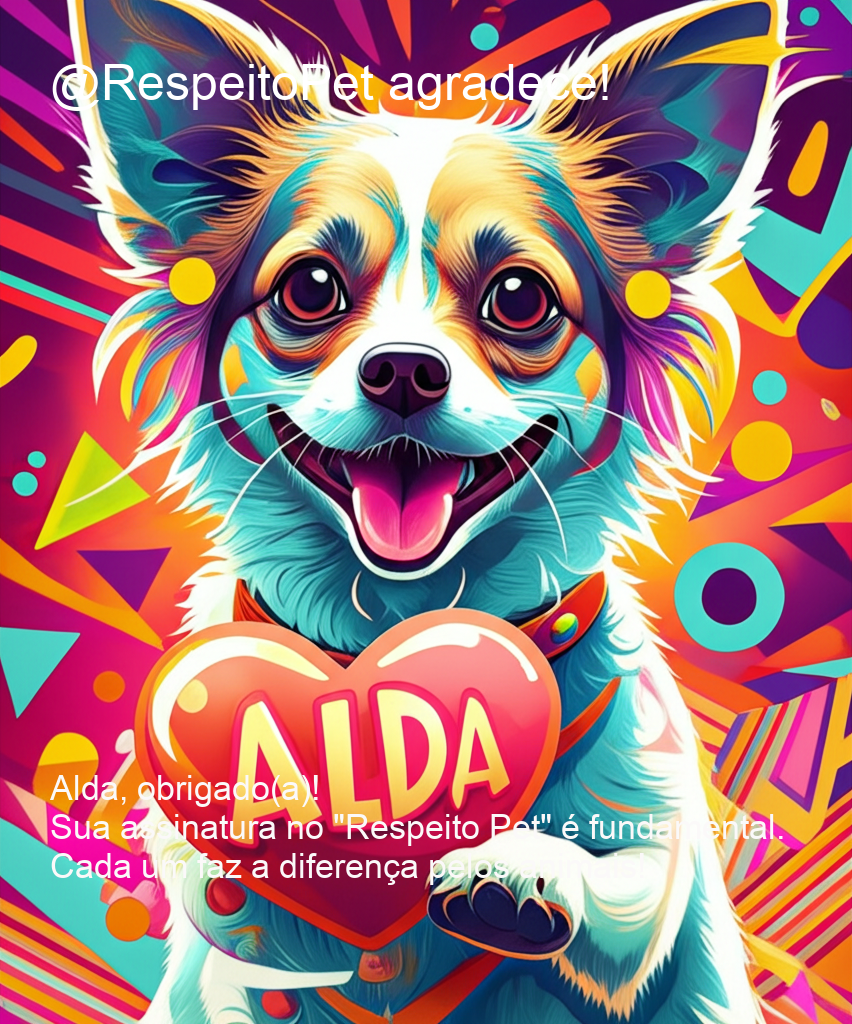 @RespeitoPet agradece!
ALDA
Alda, obrigado(a)!
Sua assinatura no "Respeito Pet" é fundamental.
Cada um faz a diferença pelos animais!